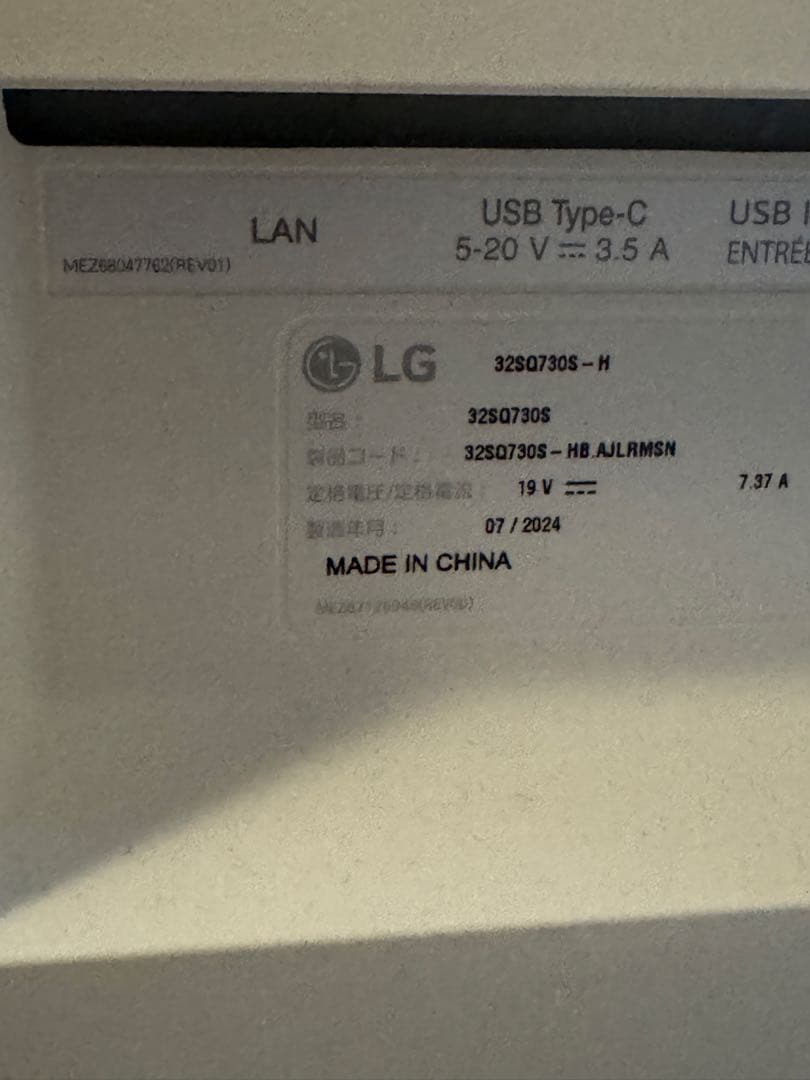 LAN
USB Type-C
5-20 V ⎓ 3.5 A
USB
ENTRÉE
MEZ68047762(REV01)
LG 32SQ730S-H
型名: 32SQ730S
製品コード: 32SQ730S-HB.AJLRMSN
定格電圧/定格電流: 19 V ⎓ 7.37 A
製造年月: 07 / 2024
MADE IN CHINA